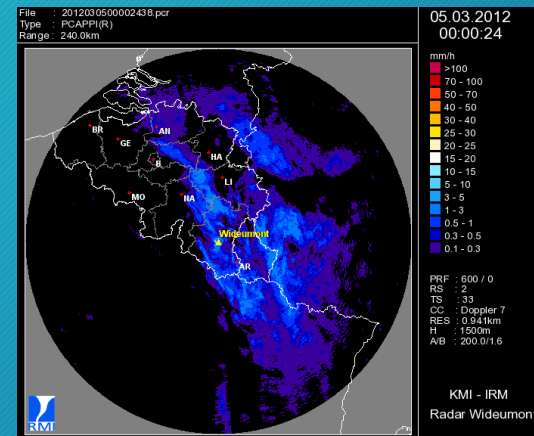 File : 2012030500002438.pcr
Type : PCAPPI(R)
Range : 240.0km
05.03.2012
00:00:24
mm/h
>100
70 - 100
50 - 70
40 - 50
30 - 40
25 - 30
20 - 25
15 - 20
10 - 15
5 - 10
3 - 5
1 - 3
0.5 - 1
0.3 - 0.5
0.1 - 0.3
BR
GE
AN
B
HA
LI
MO
NA
Wideumont
AR
PRF : 600 / 0
RS : 2
TS : 33
CC : Doppler 7
RES : 0.941km
H : 1500m
A/B : 200.0/1.6
KMI - IRM
Radar Wideumont
RMI